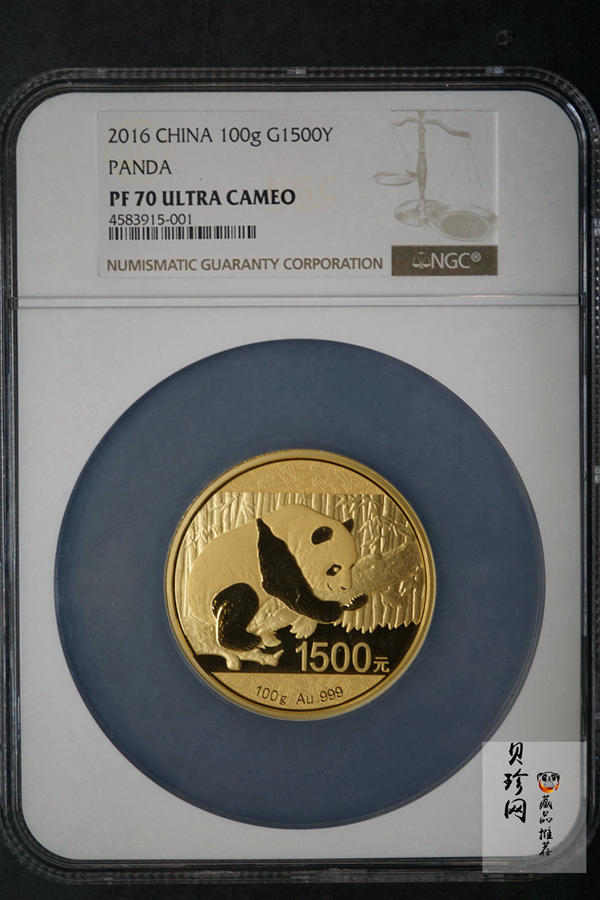 2016 CHINA 100g G1500Y
PANDA
PF 70 ULTRA CAMEO
4583915-001
NUMISMATIC GUARANTY CORPORATION
NGC®
1500元
100g Au.999
贝珍网
藏品推荐